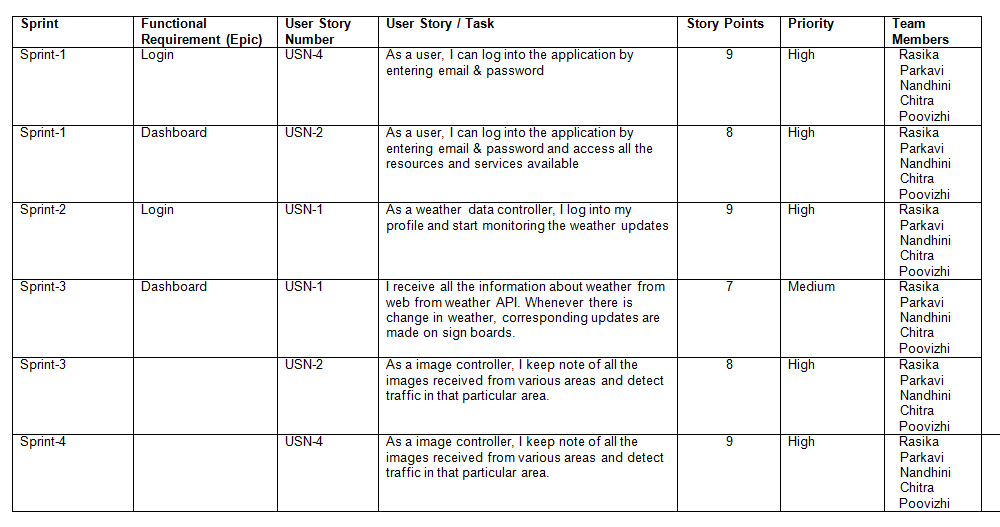 Sprint Functional Requirement (Epic) User Story Number User Story / Task Story Points Priority Team Members
Sprint-1 Login USN-4 As a user, I can log into the application by 9 High Rasika
entering email & password Parkavi
Nandhini
Chitra
Poovizhi
Sprint-1 Dashboard USN-2 As a user, I can log into the application by 8 High Rasika
entering email & password and access all the Parkavi
resources and services available Nandhini
Chitra
Poovizhi
Sprint-2 Login USN-1 As a weather data controller, I log into my 9 High Rasika
profile and start monitoring the weather updates Parkavi
Nandhini
Chitra
Poovizhi
Sprint-3 Dashboard USN-1 I receive all the information about weather from 7 Medium Rasika
web from weather API. Whenever there is Parkavi
change in weather, corresponding updates are Nandhini
made on sign boards. Chitra
Poovizhi
Sprint-3 USN-2 As a image controller, I keep note of all the 8 High Rasika
images received from various areas and detect Parkavi
traffic in that particular area. Nandhini
Chitra
Poovizhi
Sprint-4 USN-4 As a image controller, I keep note of all the 9 High Rasika
images received from various areas and detect Parkavi
traffic in that particular area. Nandhini
Chitra
Poovizhi